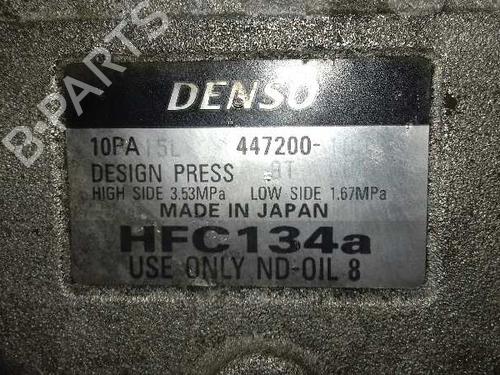 B-PARTS
DENSO
10PA15L 447200-
DESIGN PRESS
HIGH SIDE 3.53MPa LOW SIDE 1.67MPa
MADE IN JAPAN
HFC134a
USE ONLY ND-OIL 8